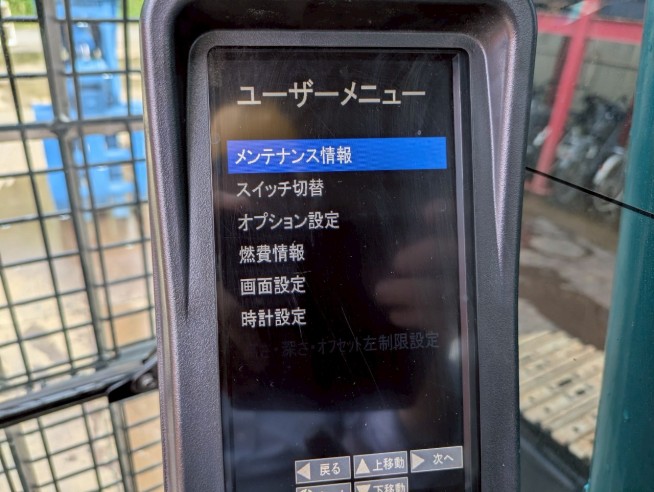 ユーザーメニュー
メンテナンス情報
スイッチ切替
オプション設定
燃費情報
画面設定
時計設定
深さ・オフセット左制限設定
◀ 戻る ▲上移動 ▶ 次へ
▼下移動